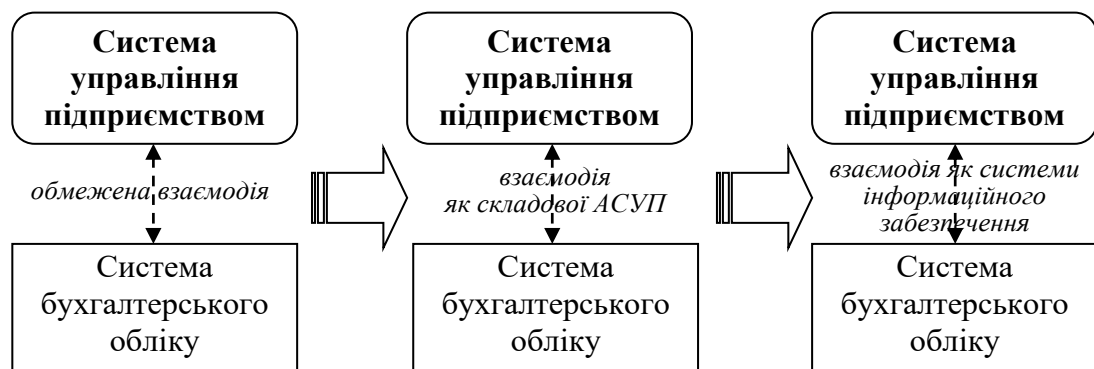 Система
управління
підприємством
обмежена взаємодія
Система
бухгалтерського
обліку
Система
управління
підприємством
взаємодія
як складової АСУП
Система
бухгалтерського
обліку
Система
управління
підприємством
взаємодія як системи
інформаційного
забезпечення
Система
бухгалтерського
обліку